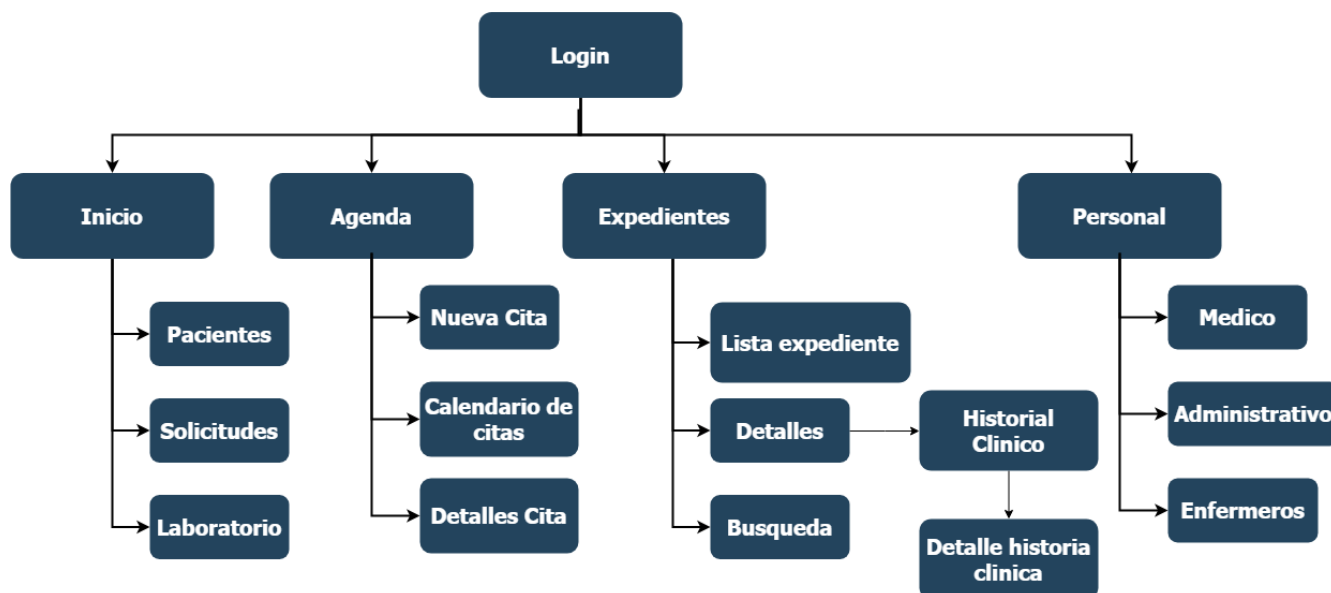 Login
Inicio
Agenda
Expedientes
Personal
Pacientes
Solicitudes
Laboratorio
Nueva Cita
Calendario de
citas
Detalles Cita
Lista expediente
Detalles
Busqueda
Historial
Clinico
Detalle historia
clinica
Medico
Administrativo
Enfermeros